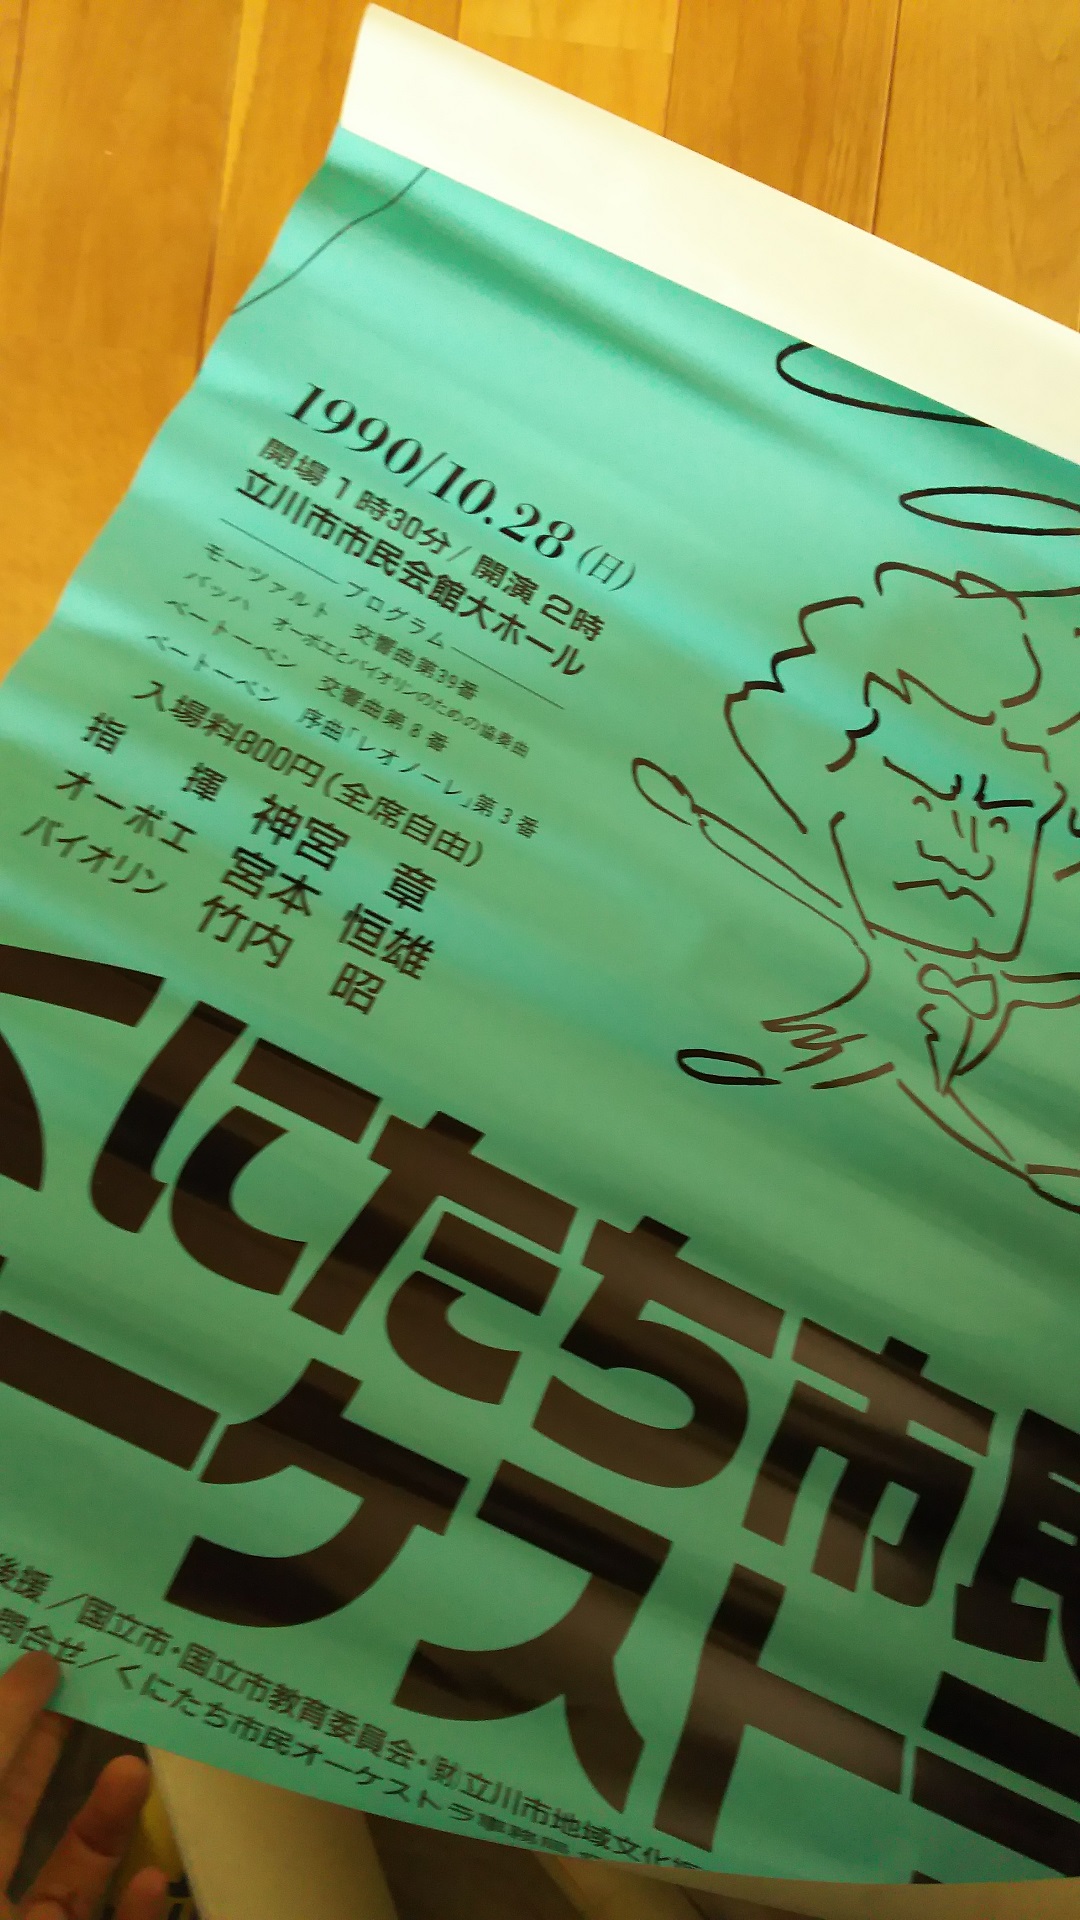 1990/10.28(日)
開場1時30分/開演2時
立川市市民会館大ホール
プログラム
モーツァルト 交響曲第39番
バッハ オーボエとバイオリンのための協奏曲
ベートーベン 交響曲第8番
ベートーベン 序曲「レオノーレ」第3番
入場料800円(全席自由)
指揮 神宮 章
オーボエ 宮本 恒雄
バイオリン 竹内 昭
くにたち市民
ーケストラ
後援/国立市・国立市教育委員会・(財)立川市地域文化振
問合せ/くにたち市民オーケストラ事務局